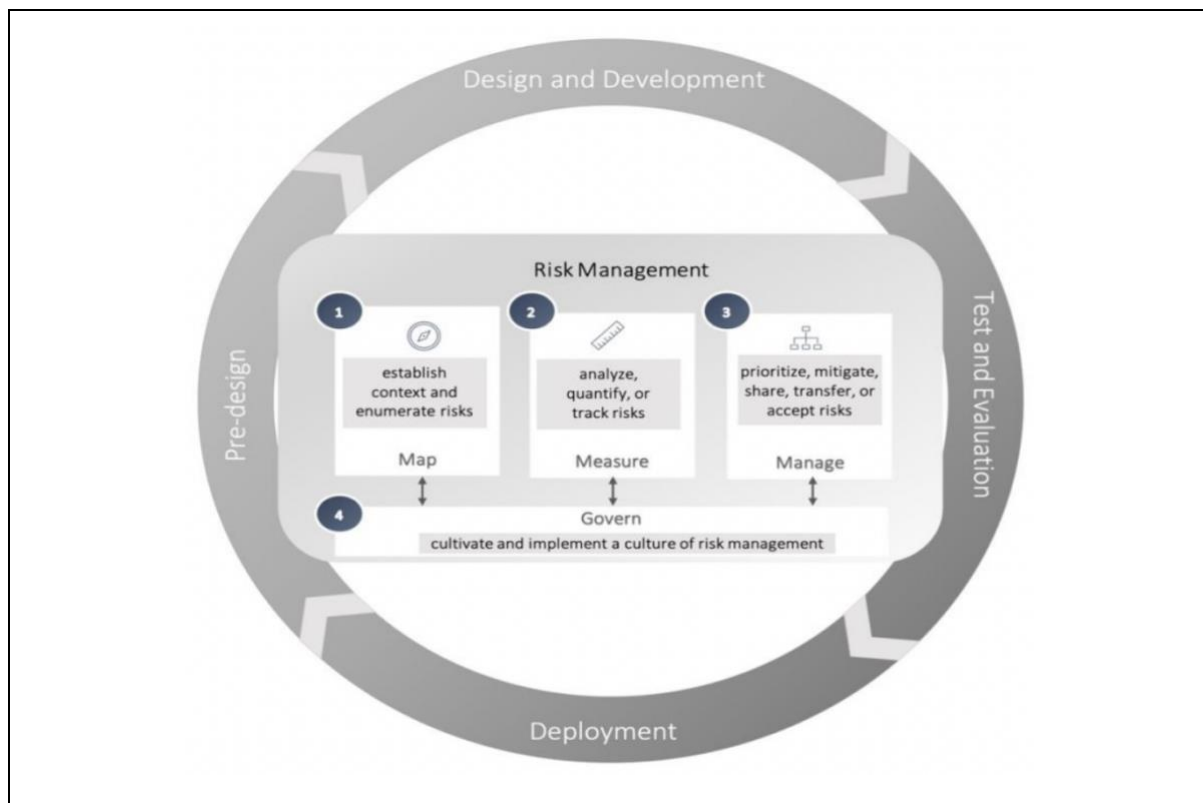 Design and Development
Risk Management
1
establish
context and
enumerate risks
Map
2
analyze,
quantify, or
track risks
Measure
3
prioritize, mitigate,
share, transfer, or
accept risks
Manage
4
Govern
cultivate and implement a culture of risk management
Pre-design
Test and Evaluation
Deployment